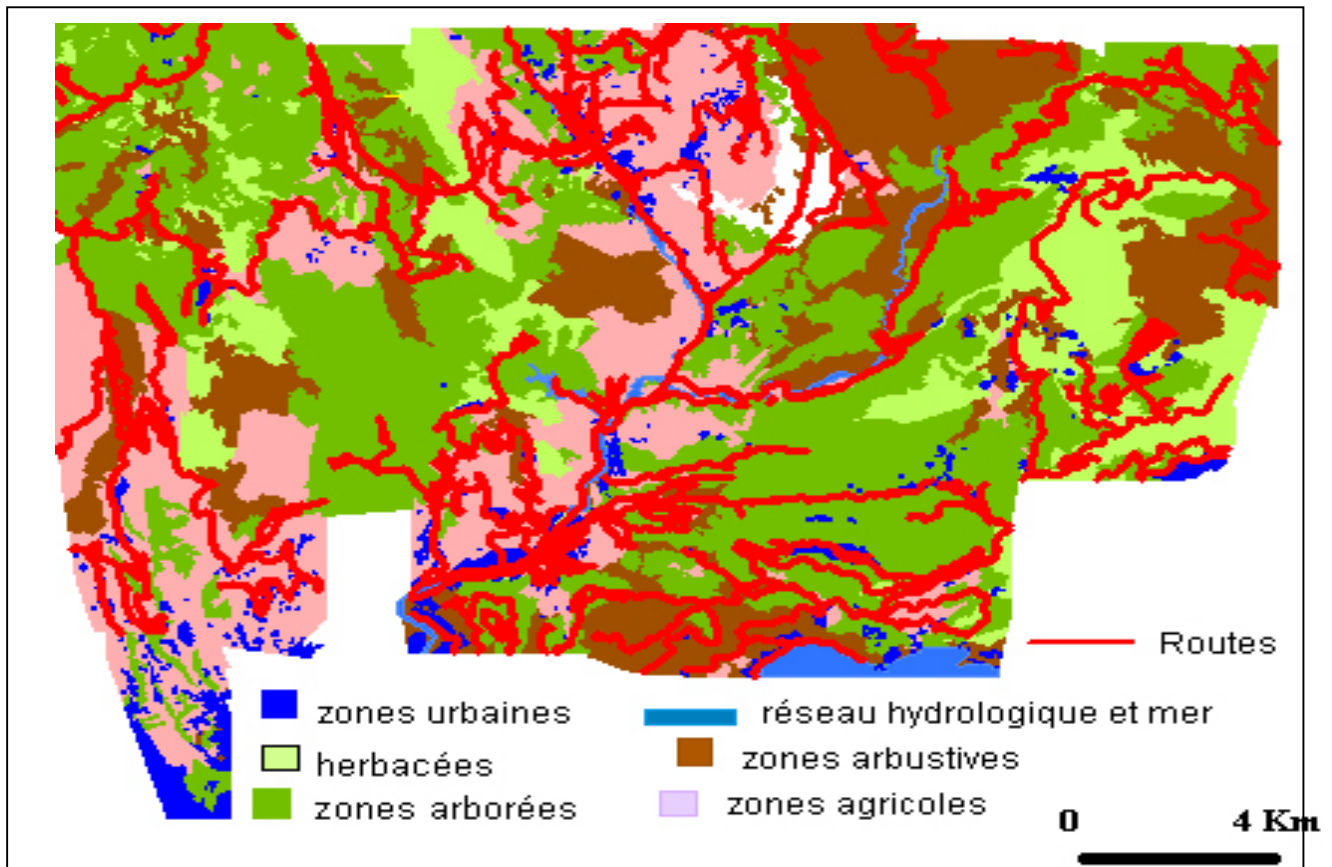 Routes
zones urbaines
réseau hydrologique et mer
herbacées
zones arbustives
zones arborées
zones agricoles
0 4 Km